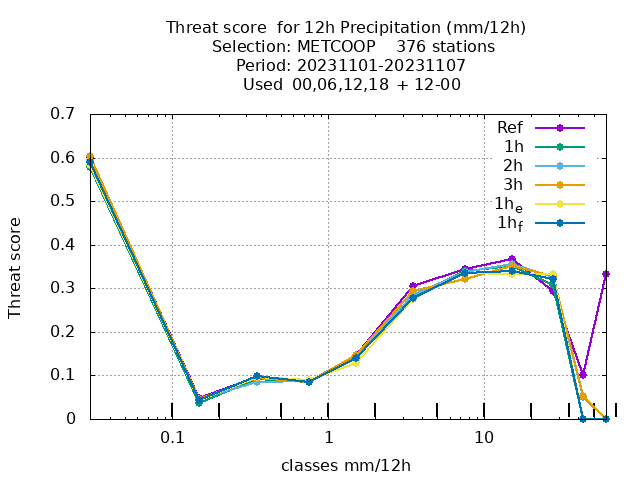 Threat score  for 12h Precipitation (mm/12h)
Selection: METCOOP    376 stations
Period: 20231101-20231107
Used  00,06,12,18  + 12-00
Threat score
0.7
0.6
0.5
0.4
0.3
0.2
0.1
0
0.1
1
10
classes mm/12h
Ref
1h
2h
3h
1he
1hf